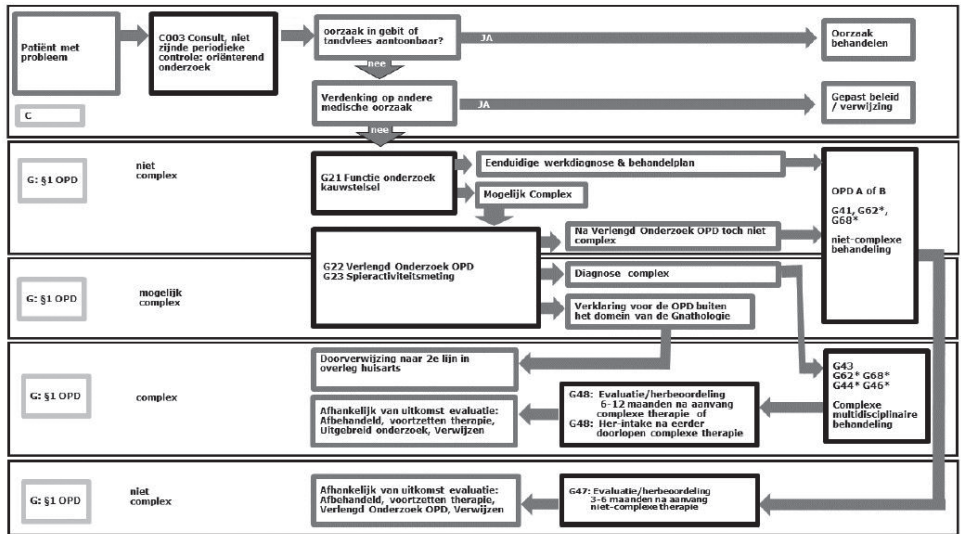 Patiënt met
probleem
C003 Consult, niet
zijnde periodieke
controle: oriënterend
onderzoek
oorzaak in gebit of
tandvlees aantoonbaar?
JA
Oorzaak
behandelen
nee
C
Verdenking op andere
medische oorzaak
JA
Gepast beleid
/ verwijzing
nee
G: §1 OPD
niet
complex
G21 Functie onderzoek
kauwstelsel
Eenduidige werkdiagnose & behandelplan
Mogelijk Complex
OPD A of B
G41, G62*,
G68*
niet-complexe
behandeling
Na Verlengd Onderzoek OPD toch niet
complex
G22 Verlengd Onderzoek OPD
G23 Spieractiviteitsmeting
G: §1 OPD
mogelijk
complex
Diagnose complex
Verklaring voor de OPD buiten
het domein van de Gnathologie
G: §1 OPD
complex
Doorverwijzing naar 2e lijn in
overleg huisarts
Afhankelijk van uitkomst evaluatie:
Afbehandeld, voortzetten therapie,
Uitgebreid onderzoek, Verwijzen
G48: Evaluatie/herbeoordeling
6-12 maanden na aanvang
complexe therapie of
G48: Her-intake na eerder
doorlopen complexe therapie
G43
G62* G68*
G44* G46*
Complexe
multidisciplinaire
behandeling
G: §1 OPD
niet
complex
Afhankelijk van uitkomst evaluatie:
Afbehandeld, voortzetten therapie,
Verlengd Onderzoek OPD, Verwijzen
G47: Evaluatie/herbeoordeling
3-6 maanden na aanvang
niet-complexe therapie